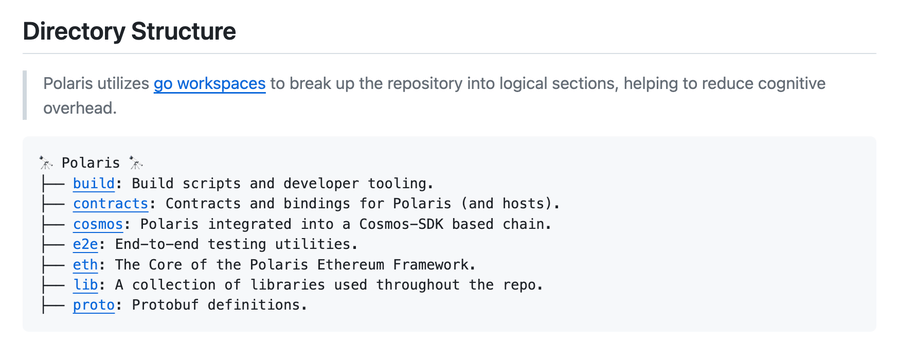 Directory Structure
Polaris utilizes go workspaces to break up the repository into logical sections, helping to reduce cognitive
overhead.
🔭 Polaris 🔭
├── build: Build scripts and developer tooling.
├── contracts: Contracts and bindings for Polaris (and hosts).
├── cosmos: Polaris integrated into a Cosmos-SDK based chain.
├── e2e: End-to-end testing utilities.
├── eth: The Core of the Polaris Ethereum Framework.
├── lib: A collection of libraries used throughout the repo.
├── proto: Protobuf definitions.